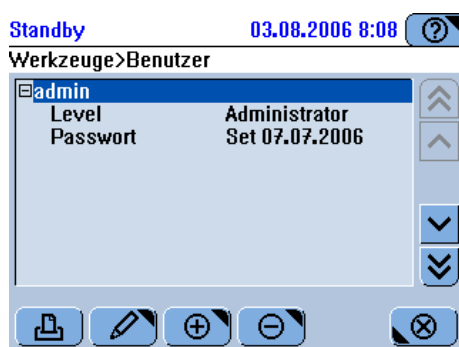 Standby 03.08.2006 8:08
Werkzeuge>Benutzer
admin
Level Administrator
Passwort Set 07.07.2006